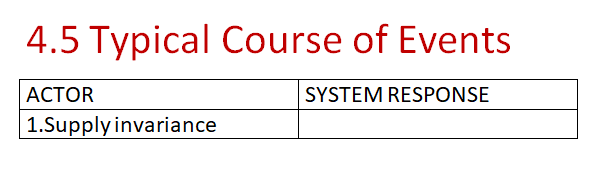 4.5 Typical Course of Events
ACTOR SYSTEM RESPONSE
1.Supply invariance